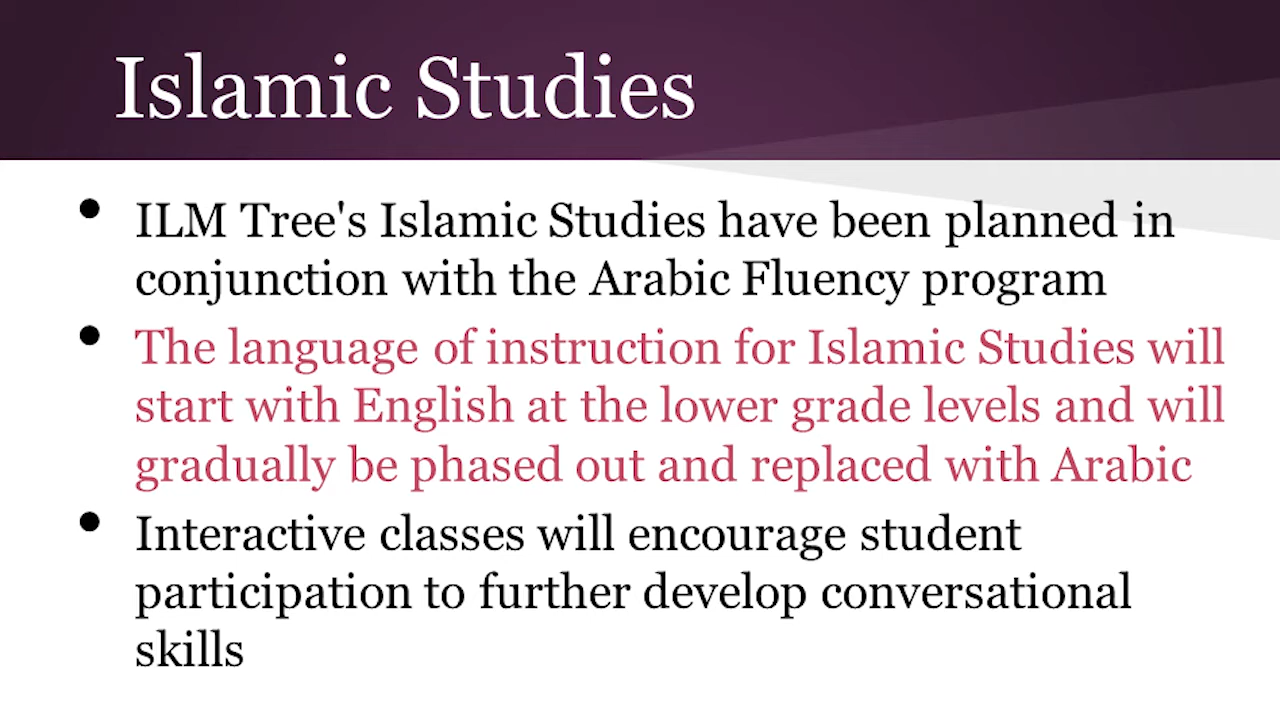 Islamic Studies
• ILM Tree's Islamic Studies have been planned in
conjunction with the Arabic Fluency program
• The language of instruction for Islamic Studies will
start with English at the lower grade levels and will
gradually be phased out and replaced with Arabic
• Interactive classes will encourage student
participation to further develop conversational
skills